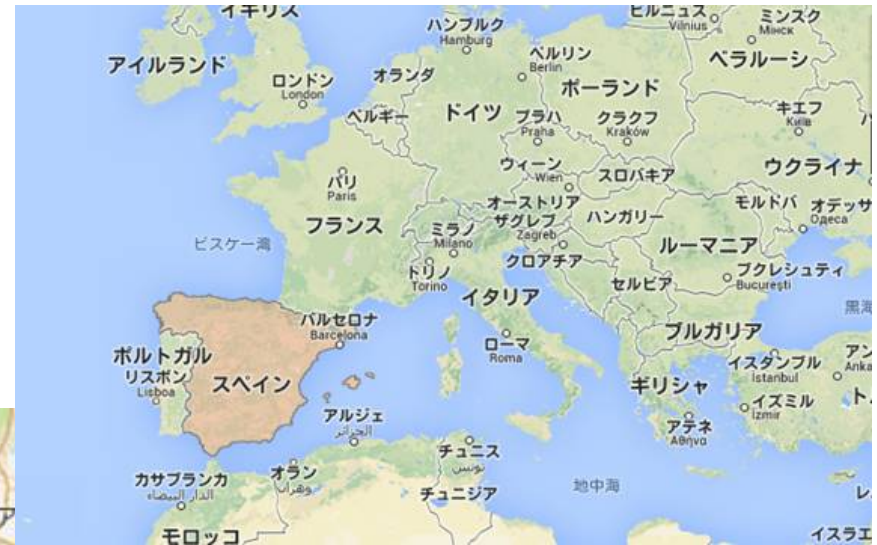 イギリス
アイルランド
ロンドン
London
オランダ
ハンブルク
Hamburg
ベルリン
Berlin
ビルニュス
Vilnius
ミンスク
Мінск
ベラルーシ
ポーランド
ベルギー
ドイツ
プラハ
Praha
クラクフ
Kraków
キエフ
Київ
ウクライナ
パリ
Paris
ウィーン
Wien
スロバキア
オーストリア
モルドバ
オデッサ
Одеса
フランス
ミラノ
Milano
ザグレブ
Zagreb
ハンガリー
ルーマニア
ビスケー湾
トリノ
Torino
クロアチア
セルビア
ブクレシュティ
București
イタリア
黒海
バルセロナ
Barcelona
ローマ
Roma
ブルガリア
ポルトガル
リスボン
Lisboa
スペイン
イスタンブル
İstanbul
アン
Anka
ギリシャ
イズミル
İzmir
ト
アルジェ
الجزائر
アテネ
Αθήνα
チュニス
تونس
カサブランカ
الدار البيضاء
オラン
وهران
チュニジア
地中海
レ
モロッコ
イスラエ
ア